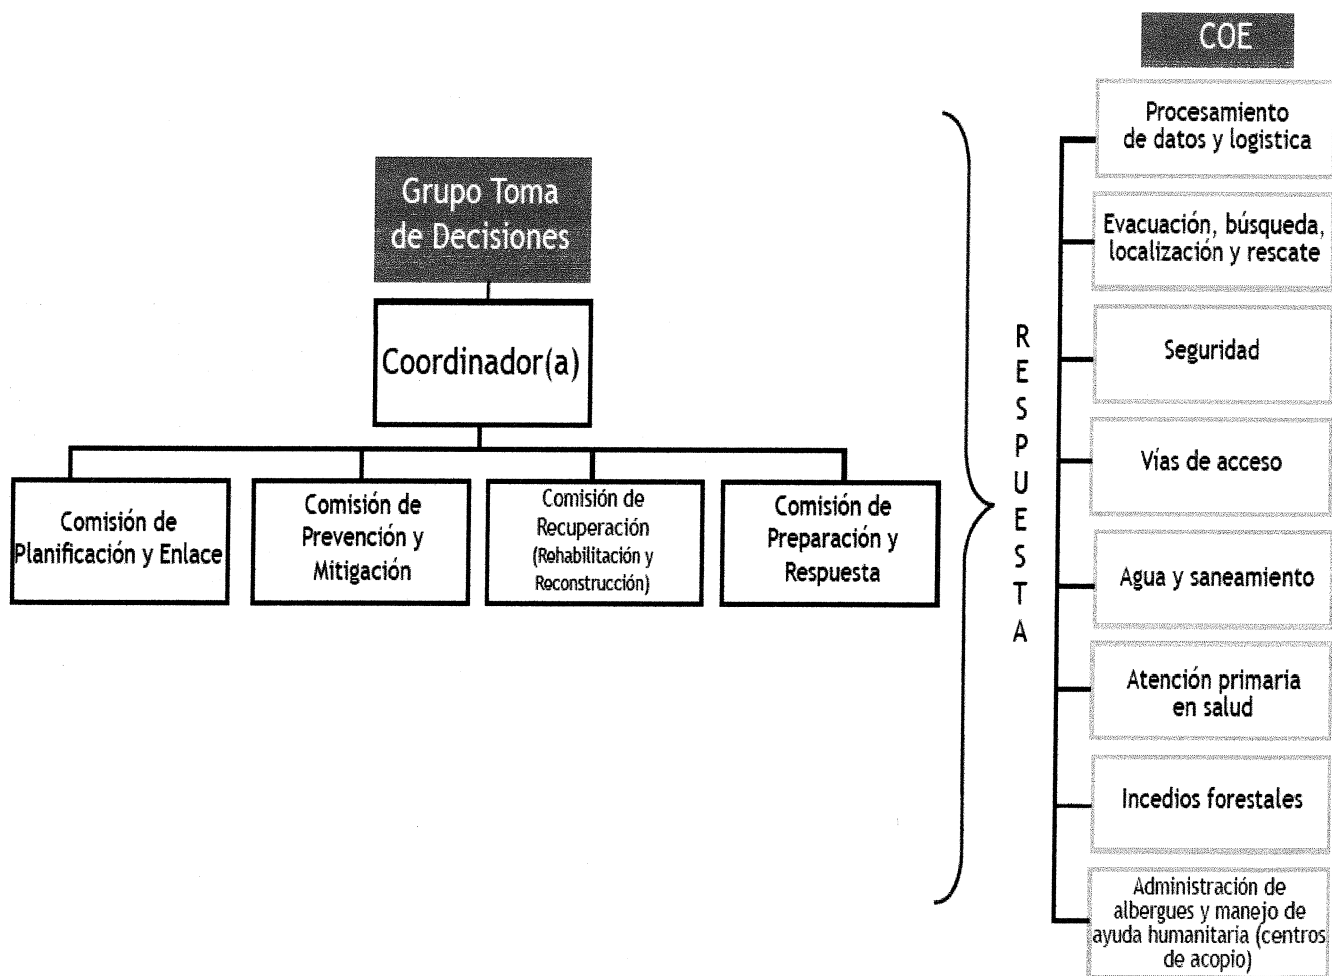 Grupo Toma
de Decisiones
Coordinador(a)
Comisión de
Planificación y Enlace
Comisión de
Prevención y
Mitigación
Comisión de
Recuperación
(Rehabilitación y
Reconstrucción)
Comisión de
Preparación y
Respuesta
RESPUESTA
COE
Procesamiento
de datos y logistica
Evacuación, búsqueda,
localización y rescate
Seguridad
Vías de acceso
Agua y saneamiento
Atención primaria
en salud
Incedios forestales
Administración de
albergues y manejo de
ayuda humanitaria (centros
de acopio)